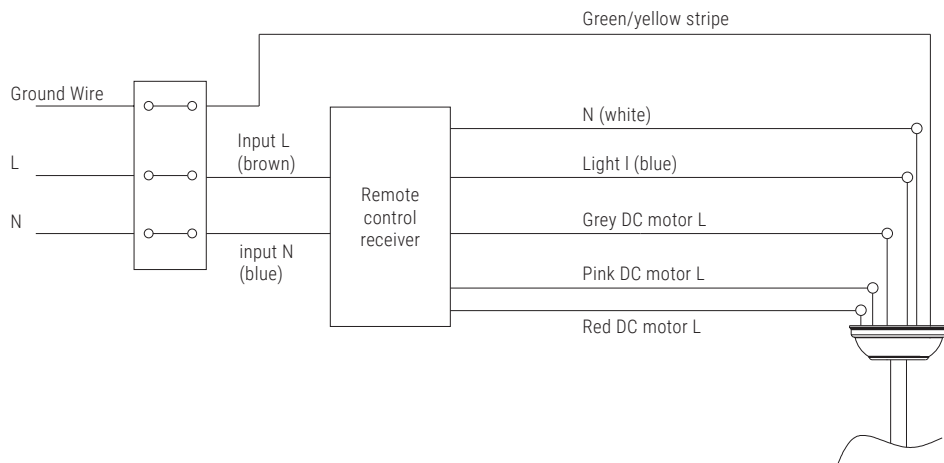 Green/yellow stripe
Ground Wire
L
N
Input L
(brown)
input N
(blue)
Remote
control
receiver
N (white)
Light l (blue)
Grey DC motor L
Pink DC motor L
Red DC motor L